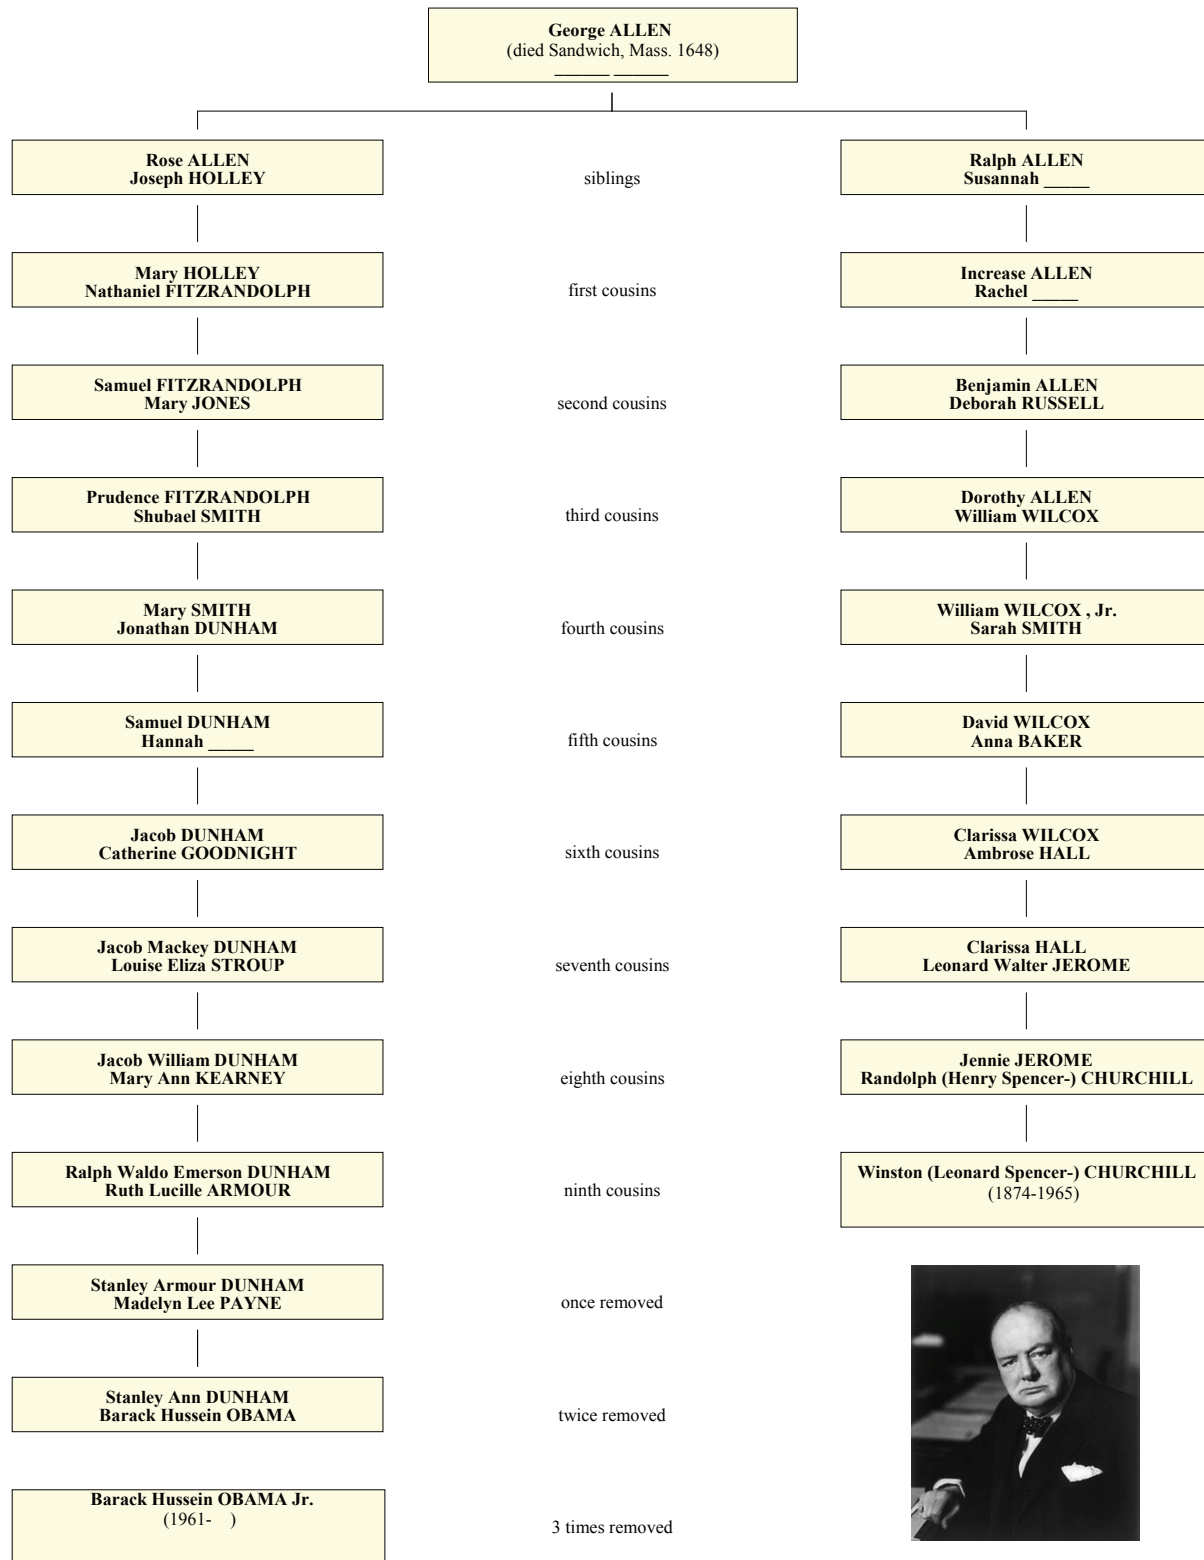 George ALLEN
(died Sandwich, Mass. 1648)
______ ______
Rose ALLEN
Joseph HOLLEY
siblings
Ralph ALLEN
Susannah _____
Mary HOLLEY
Nathaniel FITZRANDOLPH
first cousins
Increase ALLEN
Rachel _____
Samuel FITZRANDOLPH
Mary JONES
second cousins
Benjamin ALLEN
Deborah RUSSELL
Prudence FITZRANDOLPH
Shubael SMITH
third cousins
Dorothy ALLEN
William WILCOX
Mary SMITH
Jonathan DUNHAM
fourth cousins
William WILCOX , Jr.
Sarah SMITH
Samuel DUNHAM
Hannah _____
fifth cousins
David WILCOX
Anna BAKER
Jacob DUNHAM
Catherine GOODNIGHT
sixth cousins
Clarissa WILCOX
Ambrose HALL
Jacob Mackey DUNHAM
Louise Eliza STROUP
seventh cousins
Clarissa HALL
Leonard Walter JEROME
Jacob William DUNHAM
Mary Ann KEARNEY
eighth cousins
Jennie JEROME
Randolph (Henry Spencer-) CHURCHILL
Ralph Waldo Emerson DUNHAM
Ruth Lucille ARMOUR
ninth cousins
Winston (Leonard Spencer-) CHURCHILL
(1874-1965)
Stanley Armour DUNHAM
Madelyn Lee PAYNE
once removed
Stanley Ann DUNHAM
Barack Hussein OBAMA
twice removed
Barack Hussein OBAMA Jr.
(1961- )
3 times removed